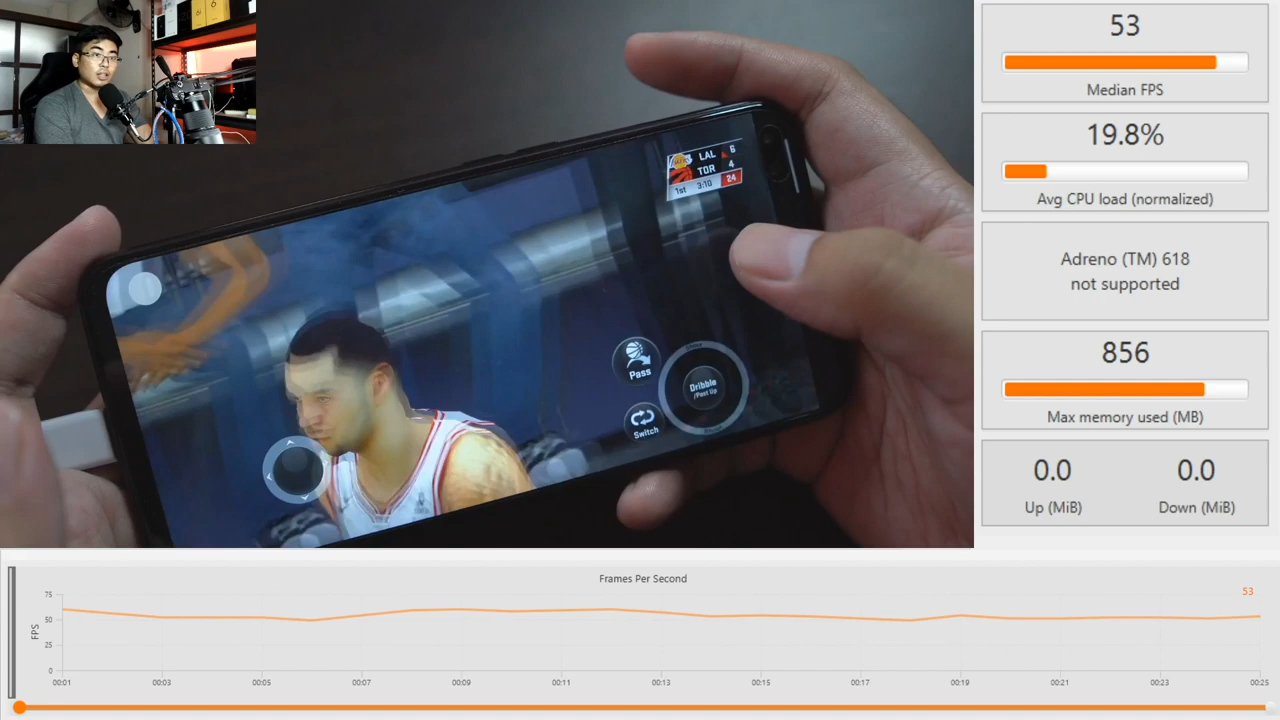 LAL 6
TOR 4
1st 3:10 24
Pass
Dribble
/Post Up
Switch
53
Median FPS
19.8%
Avg CPU load (normalized)
Adreno (TM) 618
not supported
856
Max memory used (MB)
0.0 0.0
Up (MiB) Down (MiB)
Frames Per Second
53
FPS
75
50
25
0
00:01 00:03 00:05 00:07 00:09 00:11 00:13 00:15 00:17 00:19 00:21 00:23 00:25